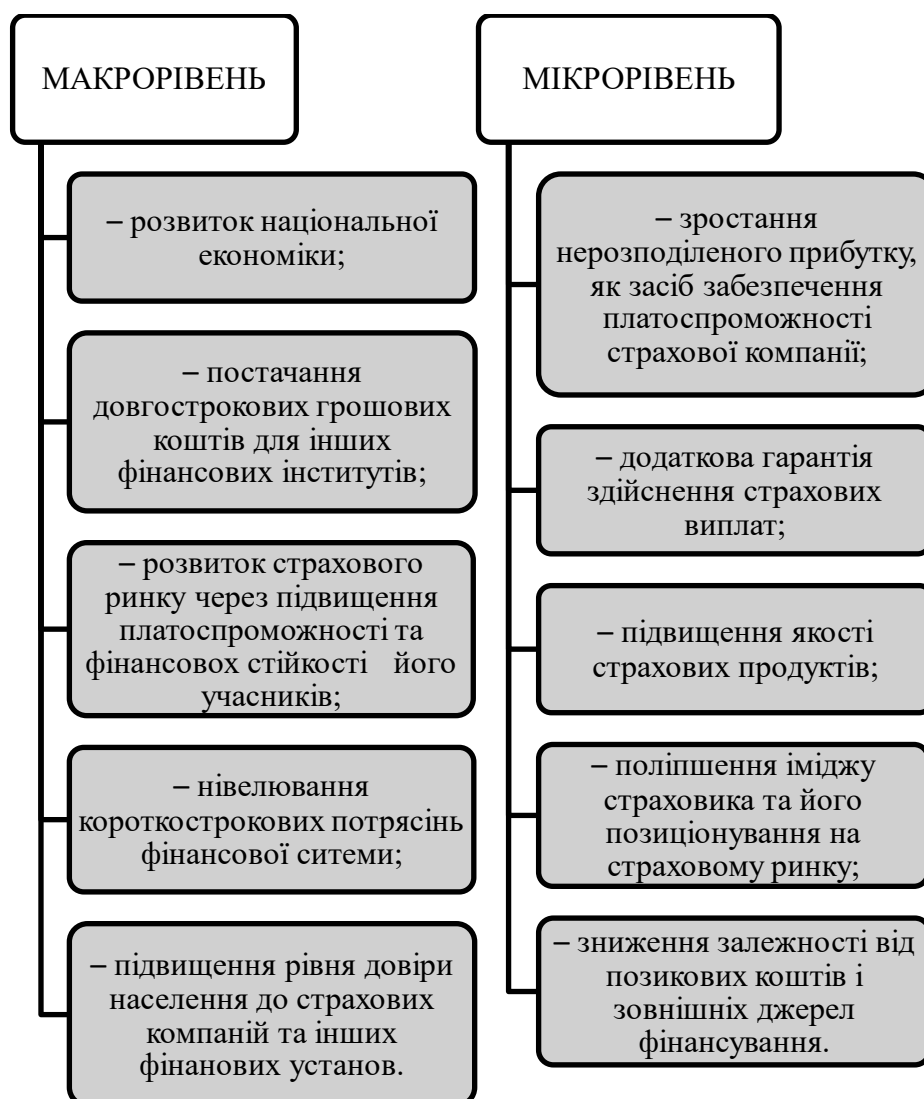 МАКРОРІВЕНЬ
– розвиток національної
економіки;
– постачання
довгострокових грошових
коштів для інших
фінансових інститутів;
– розвиток страхового
ринку через підвищення
платоспроможності та
фінансовох стійкості його
учасників;
– нівелювання
короткострокових потрясінь
фінансової ситеми;
– підвищення рівня довіри
населення до страхових
компаній та інших
фінанових установ.
МІКРОРІВЕНЬ
– зростання
нерозподіленого прибутку,
як засіб забезпечення
платоспроможності
страхової компанії;
– додаткова гарантія
здійснення страхових
виплат;
– підвищення якості
страхових продуктів;
– поліпшення іміджу
страховика та його
позиціонування на
страховому ринку;
– зниження залежності від
позикових коштів і
зовнішніх джерел
фінансування.